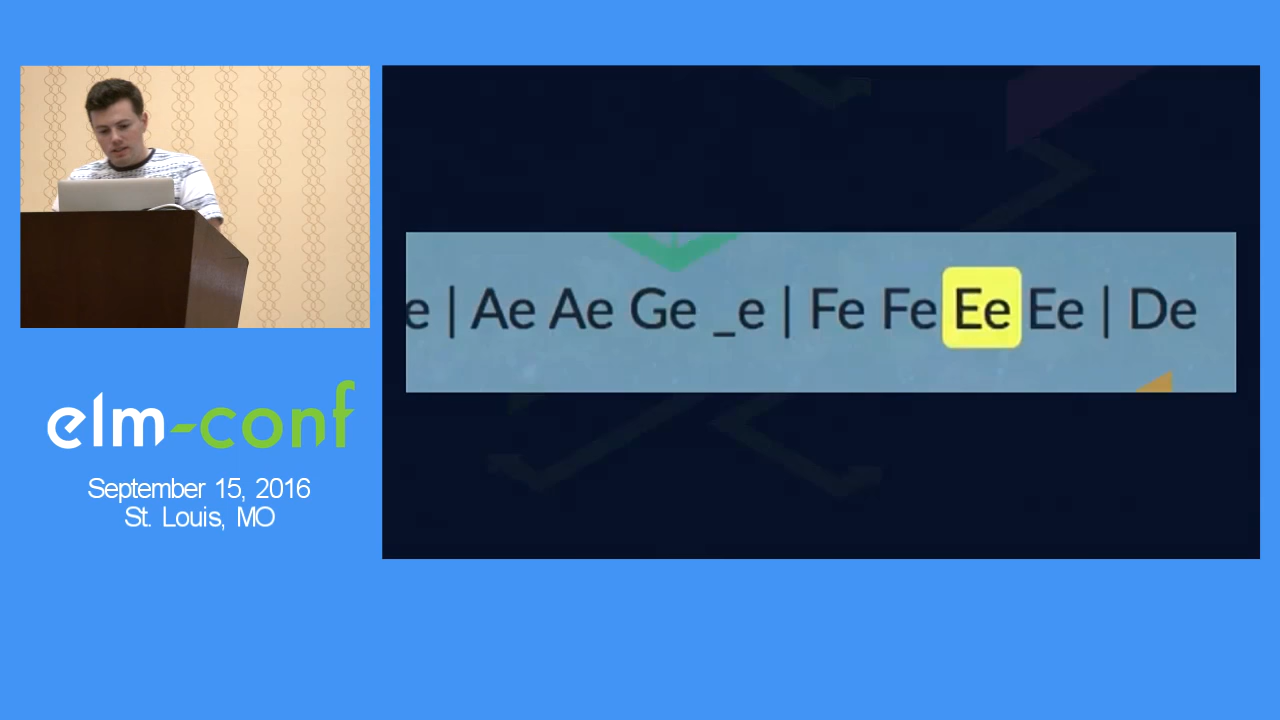 e | Ae Ae Ge _e | Fe Fe Ee Ee | De
elm-conf
September 15, 2016
St. Louis, MO